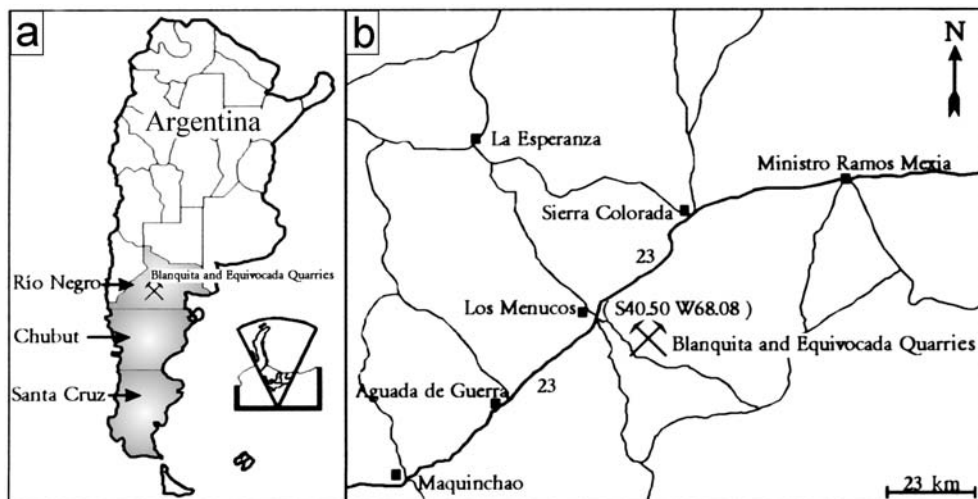 a
Argentina
Blanquita and Equivocada Quarries
Río Negro
Chubut
Santa Cruz
b
N
La Esperanza
Ministro Ramos Mexia
Sierra Colorada
23
Los Menucos
( S40.50 W68.08 )
Blanquita and Equivocada Quarries
Aguada de Guerra
23
Maquinchao
23 km